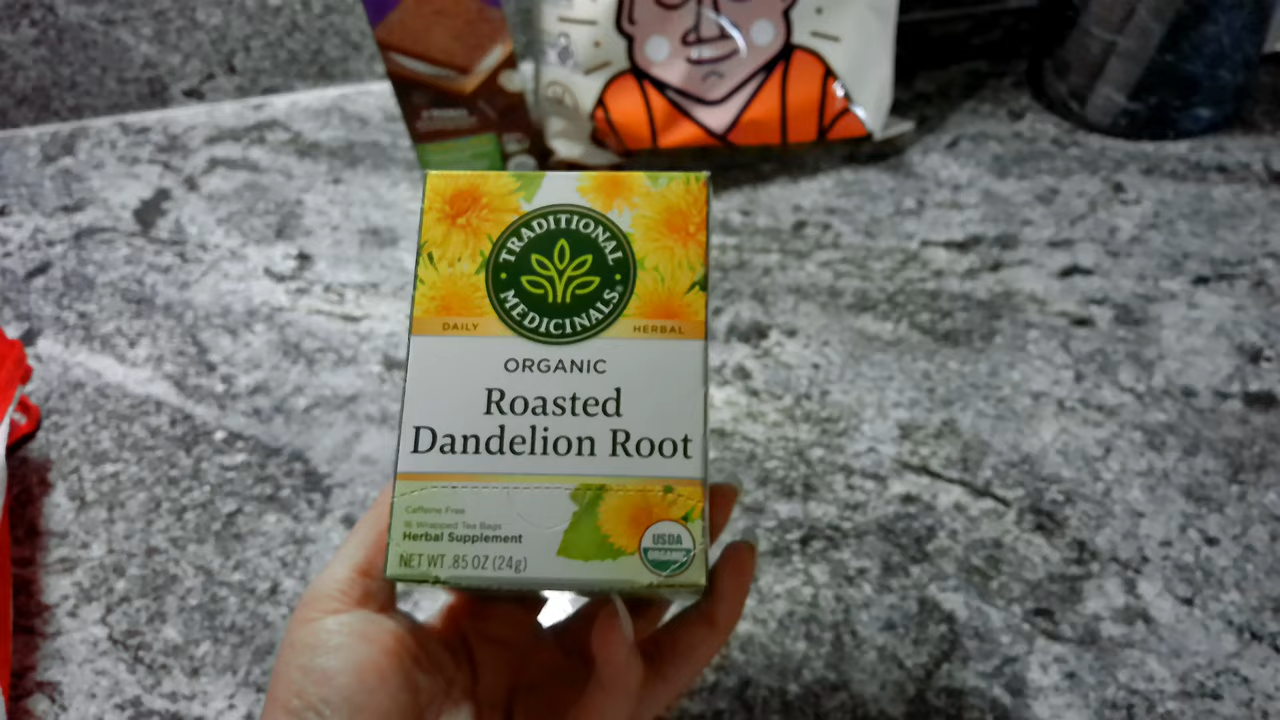 TRADITIONAL
MEDICINALS®
DAILY
HERBAL
ORGANIC
Roasted
Dandelion Root
Caffeine Free
16 Wrapped Tea Bags
Herbal Supplement
NET WT .85 OZ (24g)
USDA
ORGANIC